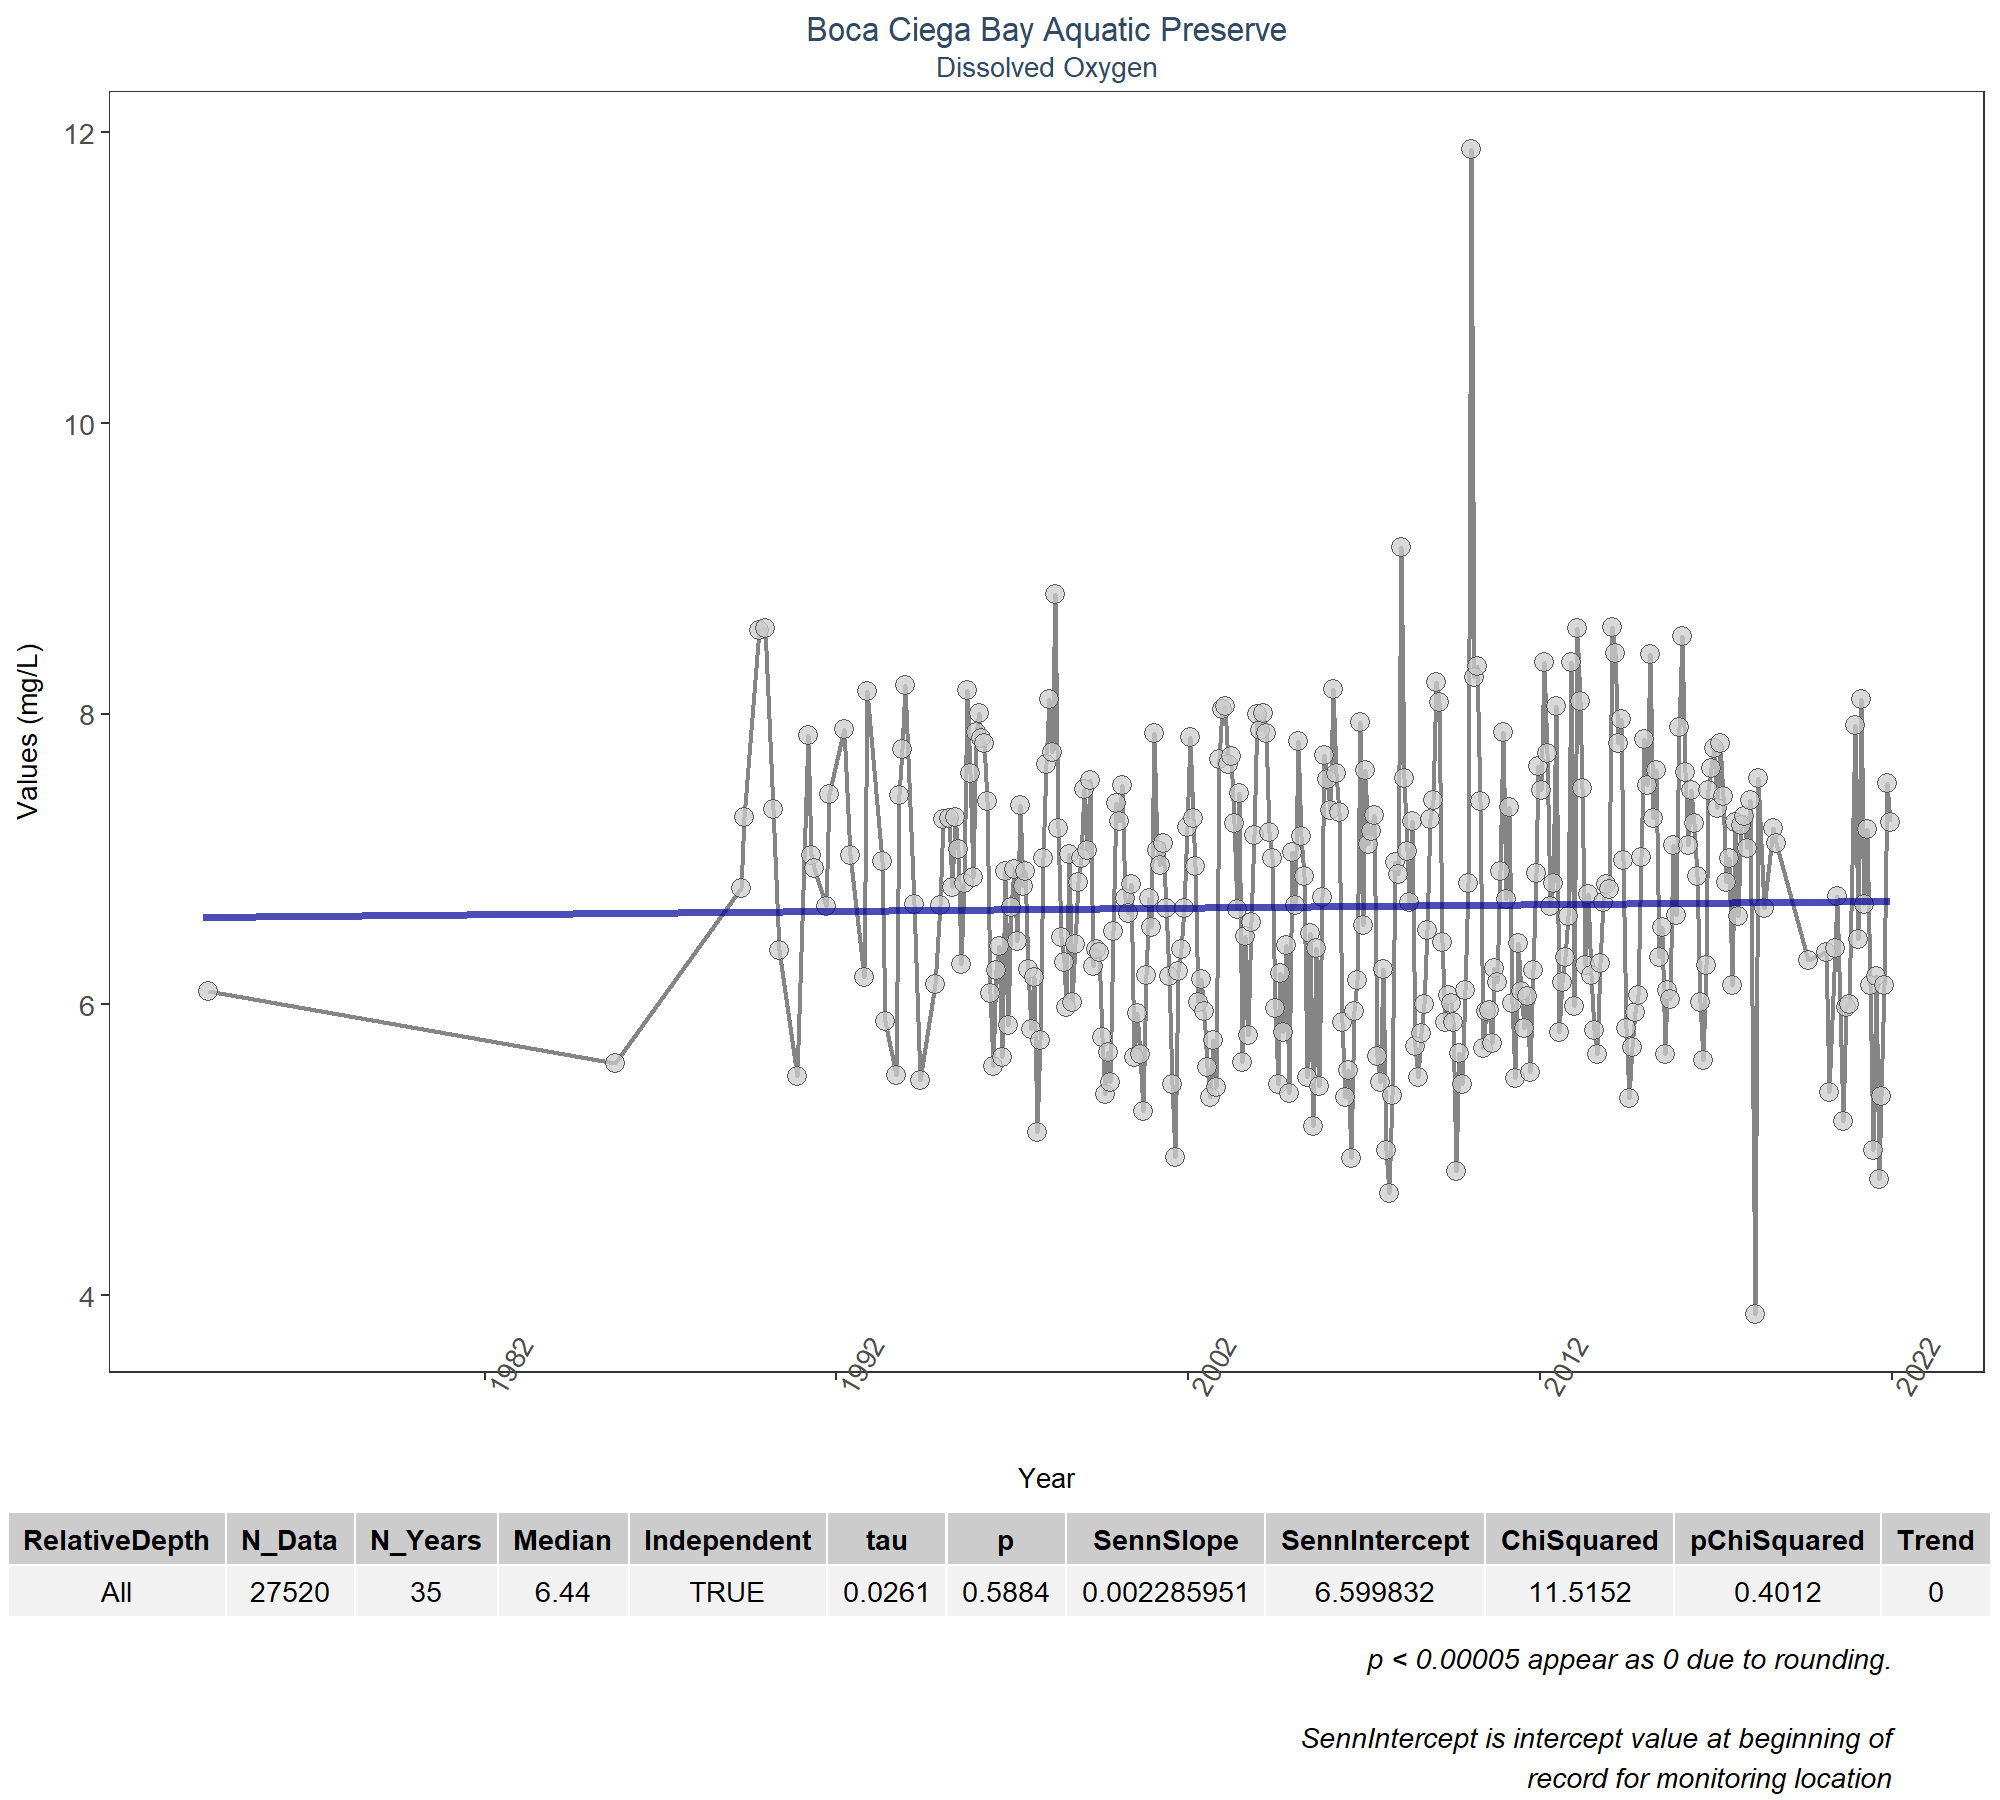 Boca Ciega Bay Aquatic Preserve
Dissolved Oxygen
Values (mg/L)
12
10
8
6
4
1982
1992
2002
2012
2022
Year
RelativeDepth N_Data N_Years Median Independent tau p SennSlope SennIntercept ChiSquared pChiSquared Trend
All 27520 35 6.44 TRUE 0.0261 0.5884 0.002285951 6.599832 11.5152 0.4012 0
p < 0.00005 appear as 0 due to rounding.
SennIntercept is intercept value at beginning of
record for monitoring location